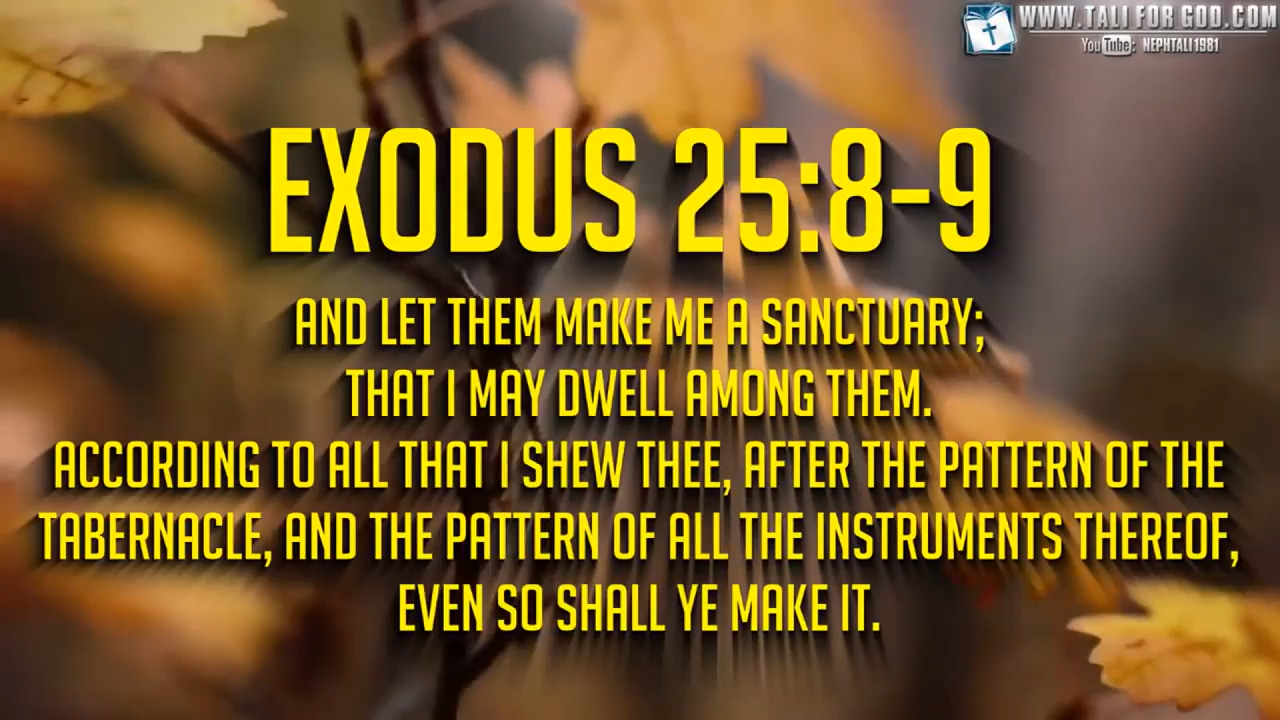 WWW.TALI FOR GOD.COM
YouTube: NEPHTALI1981
EXODUS 25:8-9
AND LET THEM MAKE ME A SANCTUARY;
THAT I MAY DWELL AMONG THEM.
ACCORDING TO ALL THAT I SHEW THEE, AFTER THE PATTERN OF THE
TABERNACLE, AND THE PATTERN OF ALL THE INSTRUMENTS THEREOF,
EVEN SO SHALL YE MAKE IT.